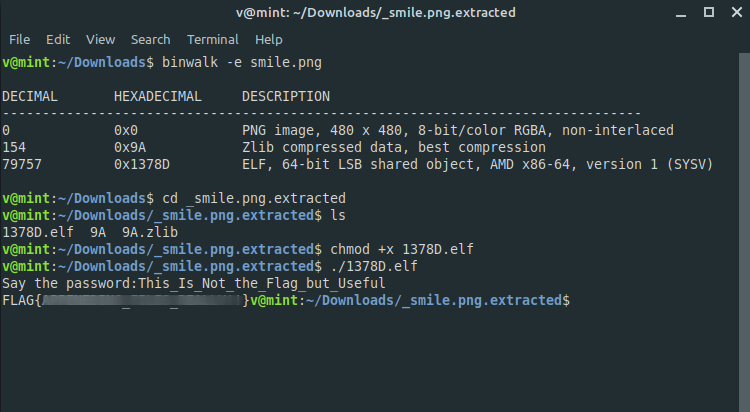 v@mint: ~/Downloads/_smile.png.extracted
File Edit View Search Terminal Help
v@mint:~/Downloads$ binwalk -e smile.png
DECIMAL HEXADECIMAL DESCRIPTION
--------------------------------------------------------------------------------
0 0x0 PNG image, 480 x 480, 8-bit/color RGBA, non-interlaced
154 0x9A Zlib compressed data, best compression
79757 0x1378D ELF, 64-bit LSB shared object, AMD x86-64, version 1 (SYSV)
v@mint:~/Downloads$ cd _smile.png.extracted
v@mint:~/Downloads/_smile.png.extracted$ ls
1378D.elf 9A 9A.zlib
v@mint:~/Downloads/_smile.png.extracted$ chmod +x 1378D.elf
v@mint:~/Downloads/_smile.png.extracted$ ./1378D.elf
Say the password:This_Is_Not_the_Flag_but_Useful
FLAG{ }v@mint:~/Downloads/_smile.png.extracted$